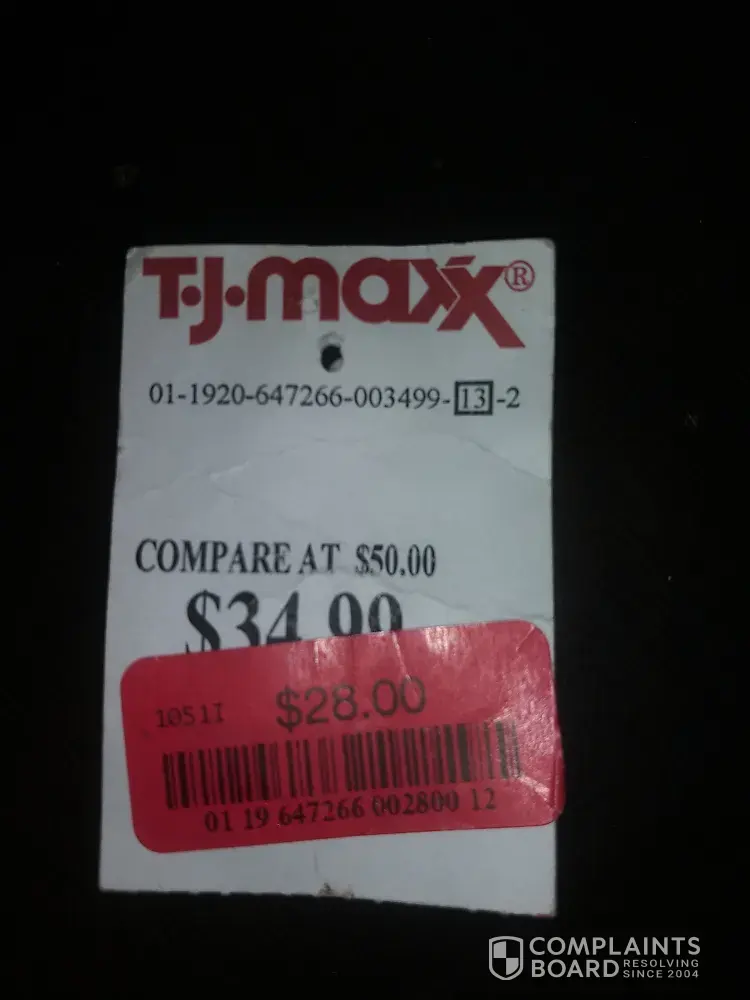 T·J·maxx®
01-1920-647266-003499-13-2
COMPARE AT $50.00
$34.99
1051I $28.00
01 19 647266 002800 12
COMPLAINTS
BOARD RESOLVING
SINCE 2004